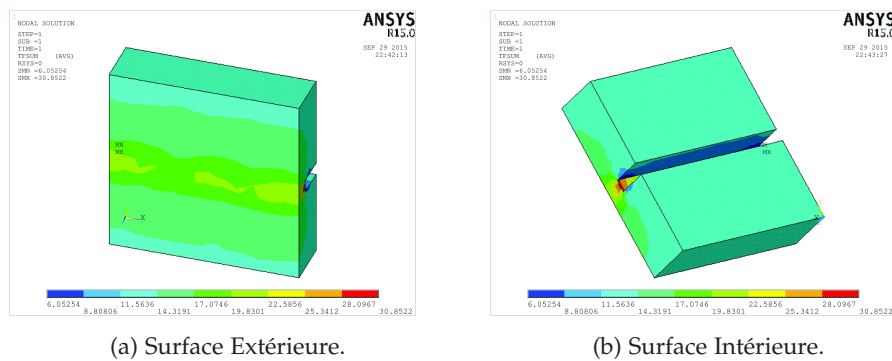 1
NODAL SOLUTION
STEP=1
SUB =1
TIME=1
TFSUM (AVG)
RSYS=0
SMN =6.05254
SMX =30.8522
ANSYS
R15.0
SEP 29 2015
22:42:13
MN
MX
X
6.05254 11.5636 17.0746 22.5856 28.0967
8.80806 14.3191 19.8301 25.3412 30.8522
(a) Surface Extérieure.
1
NODAL SOLUTION
STEP=1
SUB =1
TIME=1
TFSUM (AVG)
RSYS=0
SMN =6.05254
SMX =30.8522
ANSYS
R15.0
SEP 29 2015
22:43:27
MN
MX
X
6.05254 11.5636 17.0746 22.5856 28.0967
8.80806 14.3191 19.8301 25.3412 30.8522
(b) Surface Intérieure.